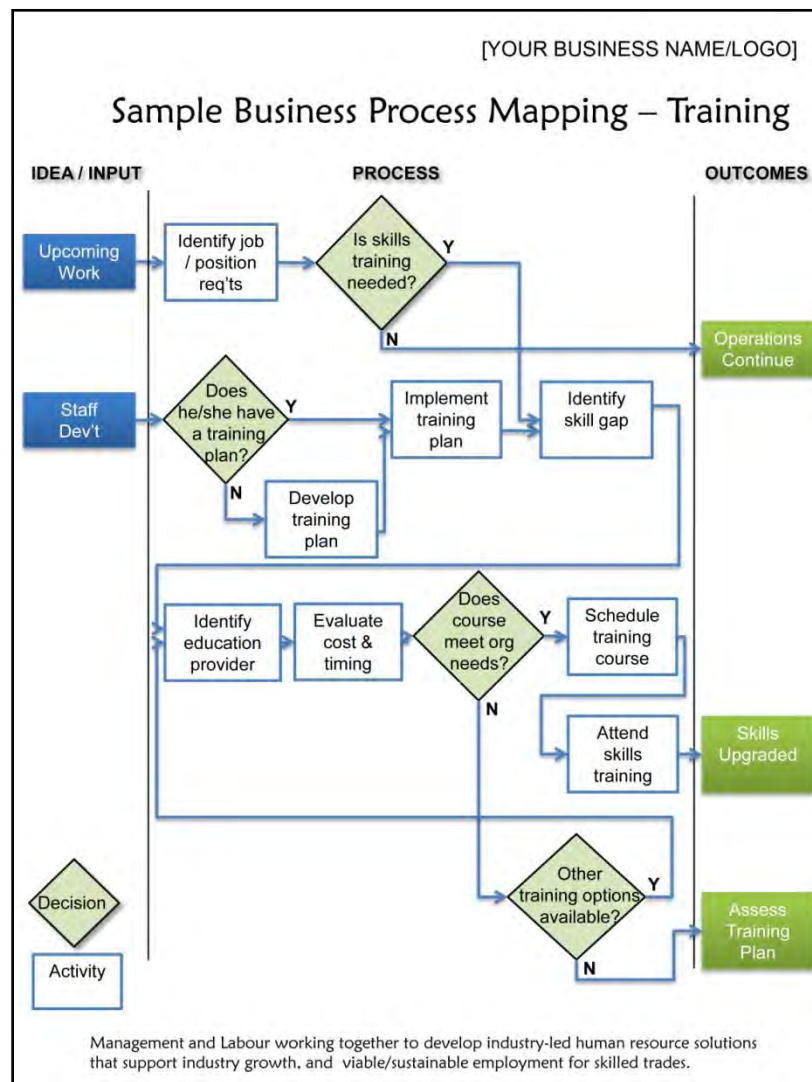 [YOUR BUSINESS NAME/LOGO]
Sample Business Process Mapping – Training
IDEA / INPUT
PROCESS
OUTCOMES
Upcoming
Work
Identify job
/ position
req'ts
Is skills
training
needed?
Y
N
Operations
Continue
Staff
Dev't
Does
he/she have
a training
plan?
Y
N
Develop
training
plan
Implement
training
plan
Identify
skill gap
Identify
education
provider
Evaluate
cost &
timing
Does
course
meet org
needs?
Y
N
Schedule
training
course
Attend
skills
training
Skills
Upgraded
Other
training options
available?
Y
N
Assess
Training
Plan
Decision
Activity
Management and Labour working together to develop industry-led human resource solutions
that support industry growth, and viable/sustainable employment for skilled trades.